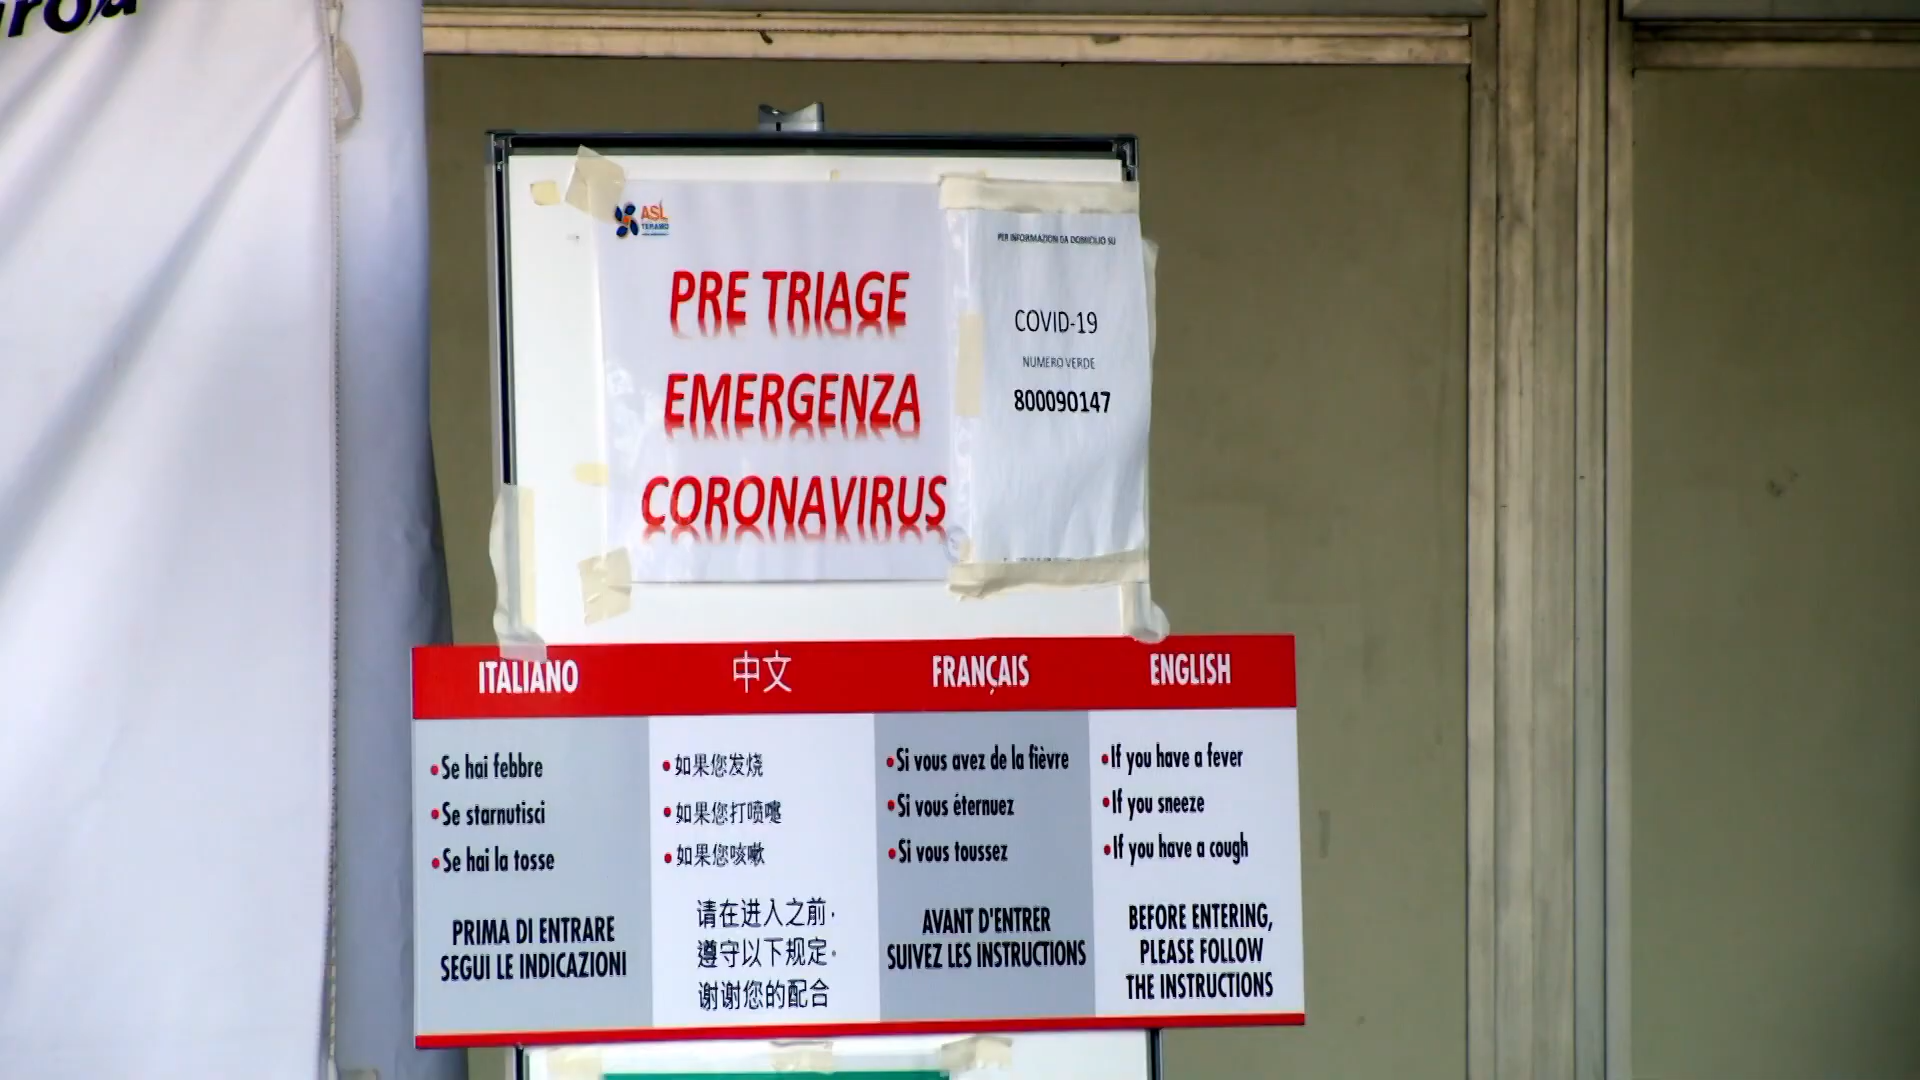 ASL
TERAMO
PRE TRIAGE
EMERGENZA
CORONAVIRUS
PER INFORMAZIONI DA DOMICILIO SU
COVID-19
NUMERO VERDE
800090147
ITALIANO
• Se hai febbre
• Se starnutisci
• Se hai la tosse
PRIMA DI ENTRARE
SEGUI LE INDICAZIONI
中文
• 如果您发烧
• 如果您打喷嚏
• 如果您咳嗽
请在进入之前,
遵守以下规定。
谢谢您的配合
FRANÇAIS
• Si vous avez de la fièvre
• Si vous éternuez
• Si vous toussez
AVANT D'ENTRER
SUIVEZ LES INSTRUCTIONS
ENGLISH
• If you have a fever
• If you sneeze
• If you have a cough
BEFORE ENTERING,
PLEASE FOLLOW
THE INSTRUCTIONS